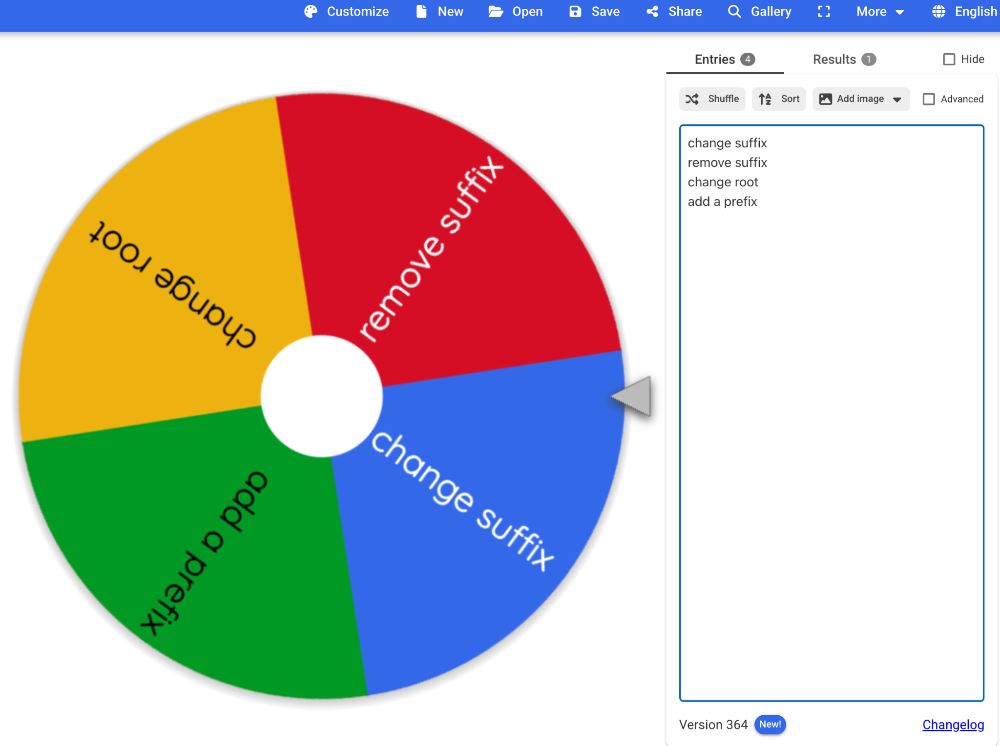 Customize New Open Save Share Gallery More English
Entries 4 Results 1 Hide
Shuffle Sort Add image Advanced
change suffix
remove suffix
change root
add a prefix
remove suffix
change root
change suffix
add a prefix
Version 364 New! Changelog